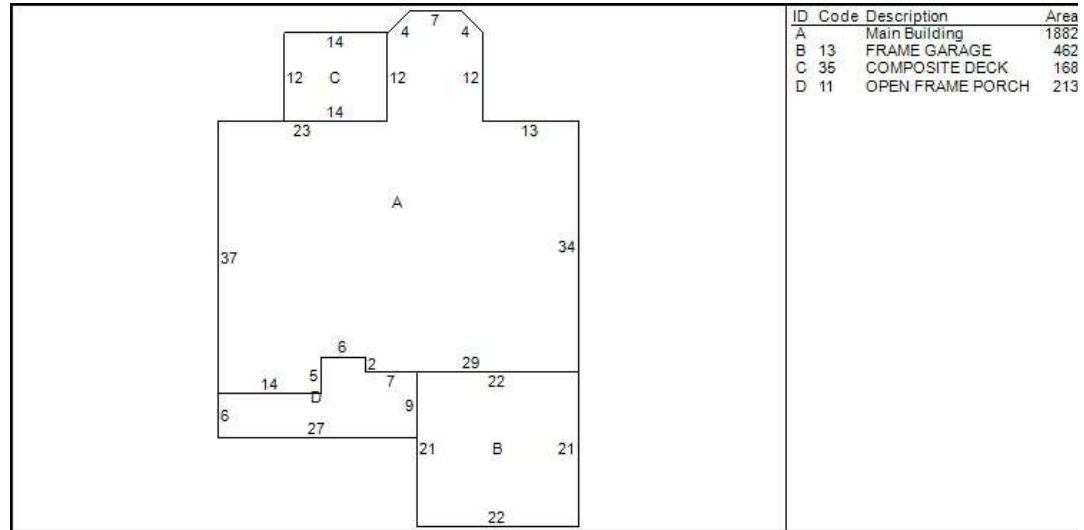 7
4 4
14
12 C 12 12
14
23 13
A
34
37
6
2 29
5 7 22
14
D
9
6
27
21 B 21
22
ID Code Description Area
A Main Building 1882
B 13 FRAME GARAGE 462
C 35 COMPOSITE DECK 168
D 11 OPEN FRAME PORCH 213